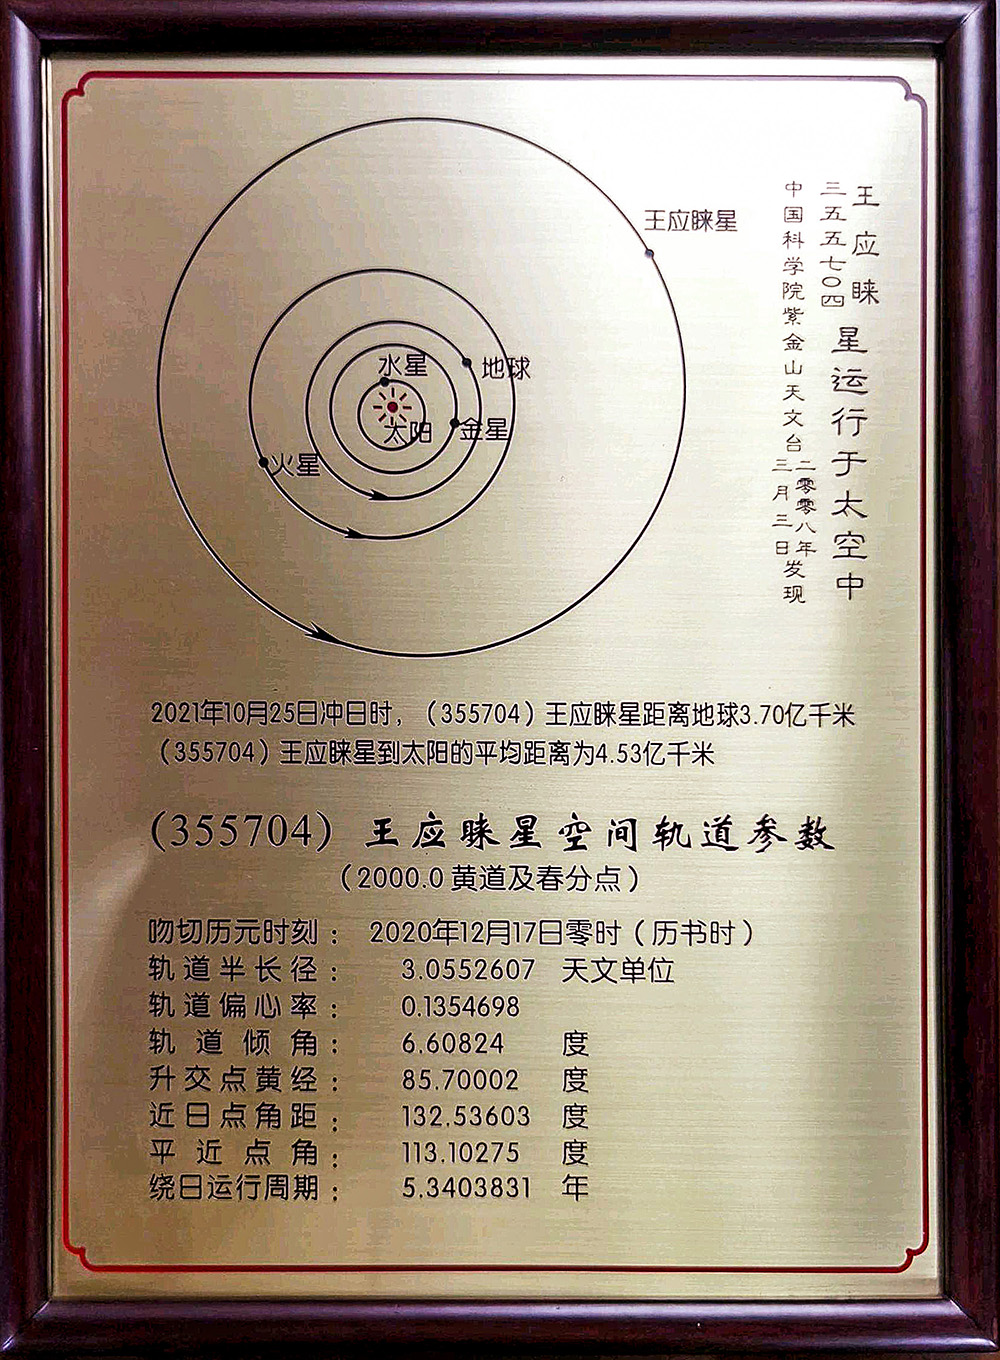 王应睐星
水星
地球
太阳
金星
火星
王应睐
三五五七〇四
星运行于太空中
中国科学院紫金山天文台
二零零八年
三月三日
发现
2021年10月25日冲日时，（355704）王应睐星距离地球3.70亿千米
（355704）王应睐星到太阳的平均距离为4.53亿千米
(355704) 王应睐星空间轨道参数
（2000.0 黄道及春分点）
吻切历元时刻： 2020年12月17日零时（历书时）
轨道半长径： 3.0552607 天文单位
轨道偏心率： 0.1354698
轨道倾角： 6.60824 度
升交点黄经： 85.70002 度
近日点角距： 132.53603 度
平近点角： 113.10275 度
绕日运行周期： 5.3403831 年